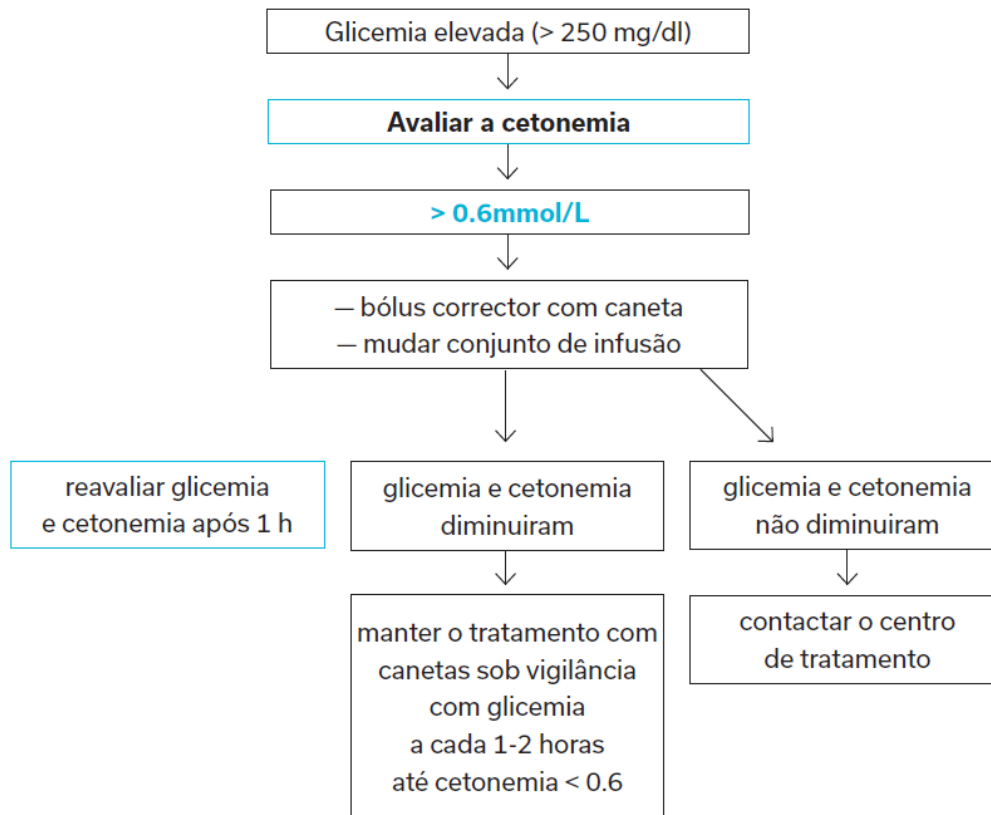 Glicemia elevada (> 250 mg/dl)
Avaliar a cetonemia
> 0.6mmol/L
— bólus corrector com caneta
— mudar conjunto de infusão
reavaliar glicemia
e cetonemia após 1 h
glicemia e cetonemia
diminuiram
glicemia e cetonemia
não diminuiram
manter o tratamento com
canetas sob vigilância
com glicemia
a cada 1-2 horas
até cetonemia < 0.6
contactar o centro
de tratamento